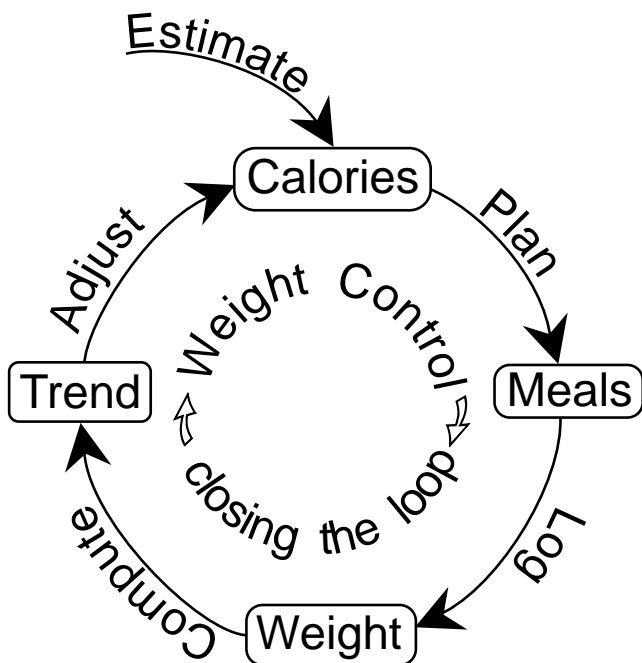 Estimate
Calories
Plan
Adjust
Weight Control
Trend
Meals
closing the loop
Compute
Log
Weight